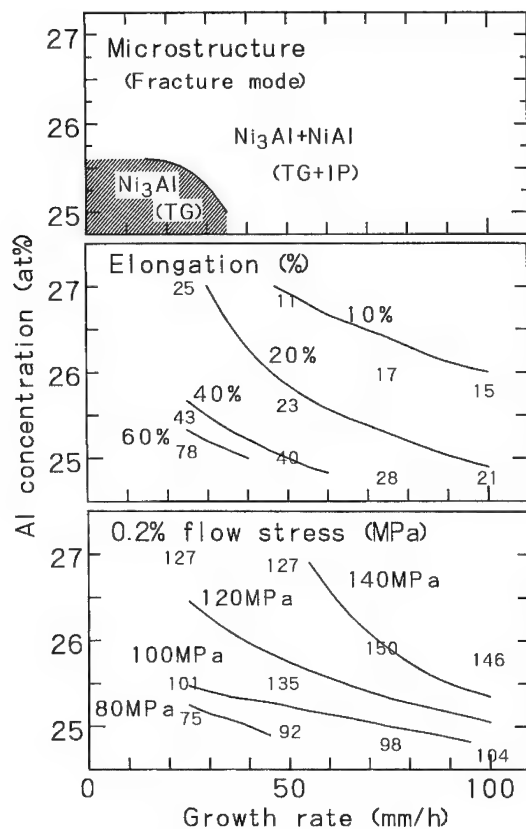 27
Microstructure
(Fracture mode)
26
Ni₃Al+NiAl
(TG+IP)
Ni₃Al
(TG)
25
Elongation (%)
27
25
11
10%
20%
17
26
40%
23
15
43
60%
78
40
25
28
21
0.2% flow stress (MPa)
127
127
27
140MPa
120MPa
26
150
146
100MPa
101
135
80MPa
75
92
25
98
104
0
50
100
Growth rate (mm/h)
Al concentration (at%)